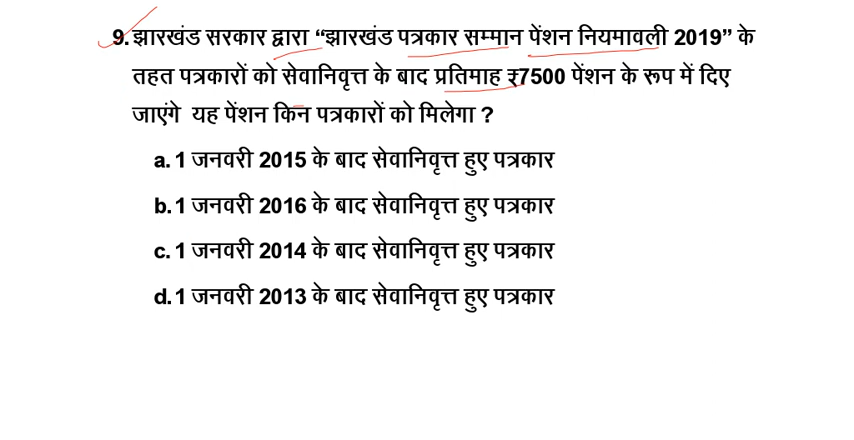 9. झारखंड सरकार द्वारा “झारखंड पत्रकार सम्मान पेंशन नियमावली 2019” के
तहत पत्रकारों को सेवानिवृत्त के बाद प्रतिमाह ₹7500 पेंशन के रूप में दिए
जाएंगे यह पेंशन किन पत्रकारों को मिलेगा ?
a. 1 जनवरी 2015 के बाद सेवानिवृत्त हुए पत्रकार
b. 1 जनवरी 2016 के बाद सेवानिवृत्त हुए पत्रकार
c. 1 जनवरी 2014 के बाद सेवानिवृत्त हुए पत्रकार
d. 1 जनवरी 2013 के बाद सेवानिवृत्त हुए पत्रकार